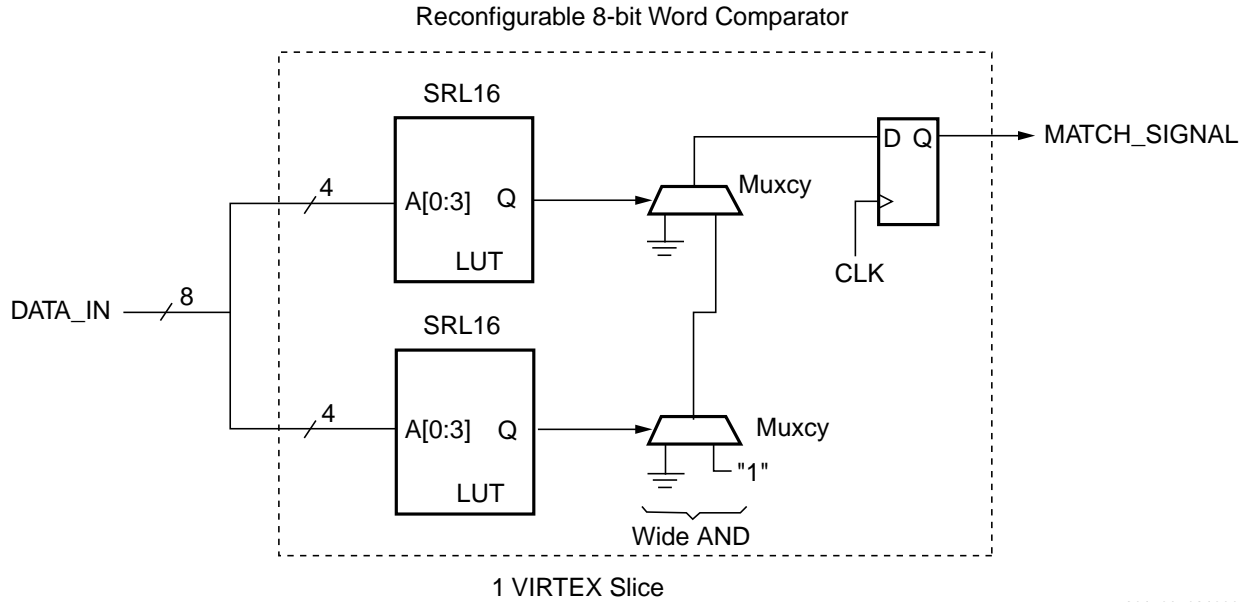 Reconfigurable 8-bit Word Comparator
SRL16
4
A[0:3] Q
LUT
Muxcy
D Q
MATCH_SIGNAL
CLK
DATA_IN
8
SRL16
4
A[0:3] Q
LUT
Muxcy
"1"
Wide AND
1 VIRTEX Slice